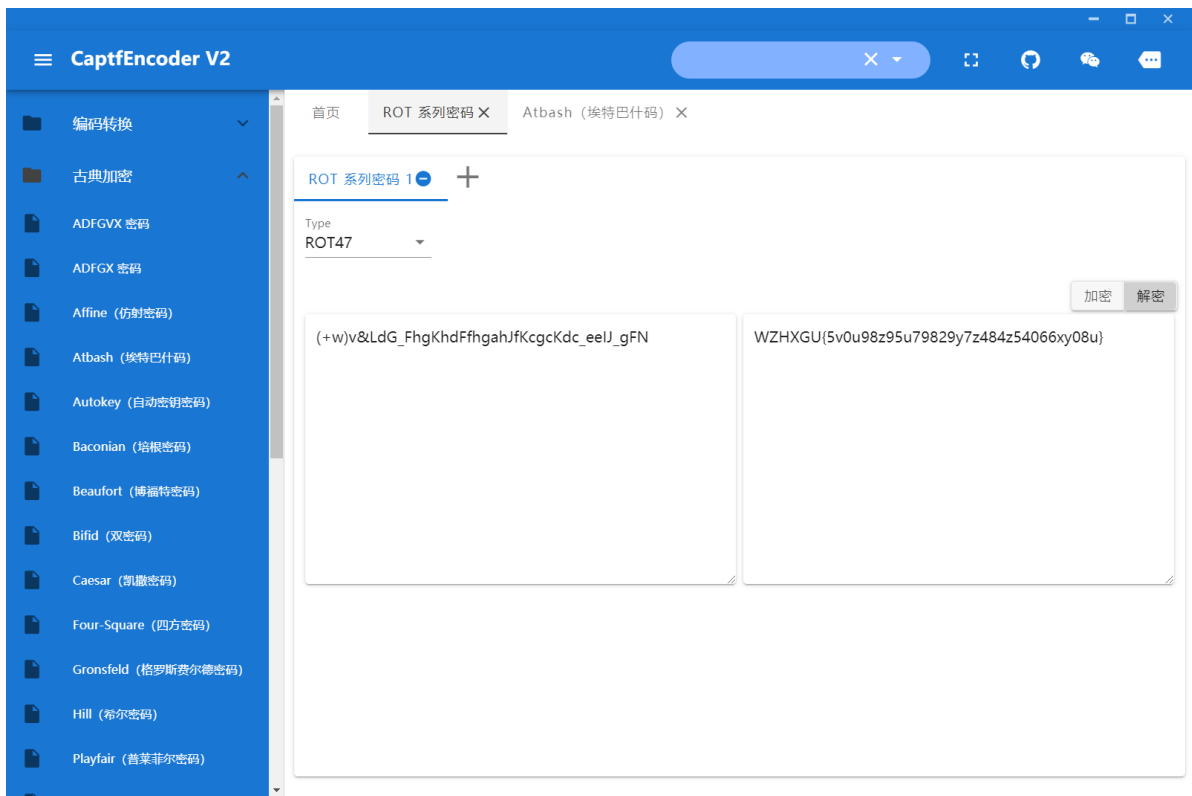 CaptfEncoder V2
编码转换
古典加密
ADFGVX 密码
ADFGX 密码
Affine (仿射密码)
Atbash (埃特巴什码)
Autokey (自动密钥密码)
Baconian (培根密码)
Beaufort (博福特密码)
Bifid (双密码)
Caesar (凯撒密码)
Four-Square (四方密码)
Gronsfeld (格罗斯费尔德密码)
Hill (希尔密码)
Playfair (普莱菲尔密码)
首页 ROT 系列密码 Atbash (埃特巴什码)
ROT 系列密码 1
Type
ROT47
加密 解密
(+w)v&LdG_FhgKhdFfhgahJfKcgcKdc_eeIJ_gFN
WZHXGU{5v0u98z95u79829y7z484z54066xy08u}